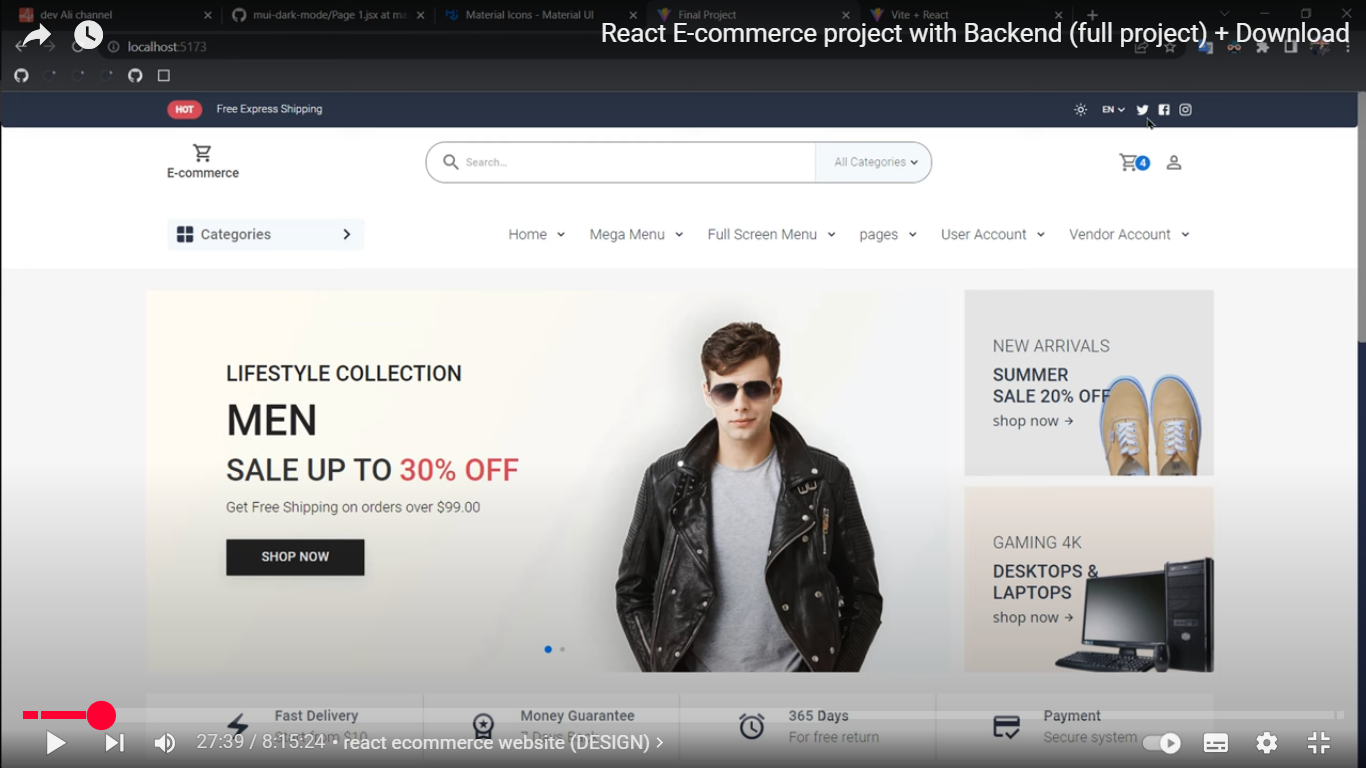 dev Ali channel
mui-dark-mode/Page 1.jsx at ma
Material Icons - Material UI
Final Project
Vite + React
localhost:5173
React E-commerce project with Backend (full project) + Download
HOT
Free Express Shipping
EN
E-commerce
Search...
All Categories
4
Categories
Home
Mega Menu
Full Screen Menu
pages
User Account
Vendor Account
LIFESTYLE COLLECTION
MEN
SALE UP TO 30% OFF
Get Free Shipping on orders over $99.00
SHOP NOW
NEW ARRIVALS
SUMMER
SALE 20% OFF
shop now →
GAMING 4K
DESKTOPS &
LAPTOPS
shop now →
Fast Delivery
Money Guarantee
365 Days
For free return
Payment
Secure system
27:39 / 8:15:24 • react ecommerce website (DESIGN) >